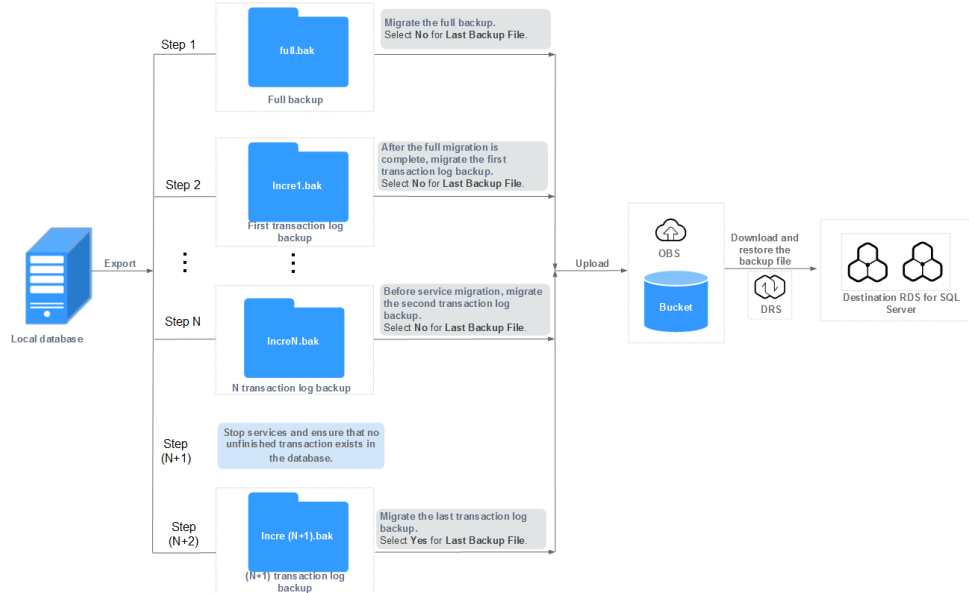 Step 1
full.bak
Full backup
Migrate the full backup.
Select No for Last Backup File.
Step 2
Incre1.bak
First transaction log
backup
After the full migration is
complete, migrate the first
transaction log backup.
Select No for Last Backup File.
Local database
Export
Step N
IncreN.bak
N transaction log backup
Before service migration, migrate
the second transaction log
backup.
Select No for Last Backup File.
Step
(N+1)
Stop services and ensure that no
unfinished transaction exists in
the database.
Step
(N+2)
Incre (N+1).bak
(N+1) transaction log
backup
Migrate the last transaction log
backup.
Select Yes for Last Backup File.
Upload
OBS
Bucket
Download and
restore the
backup file
DRS
Destination RDS for SQL
Server